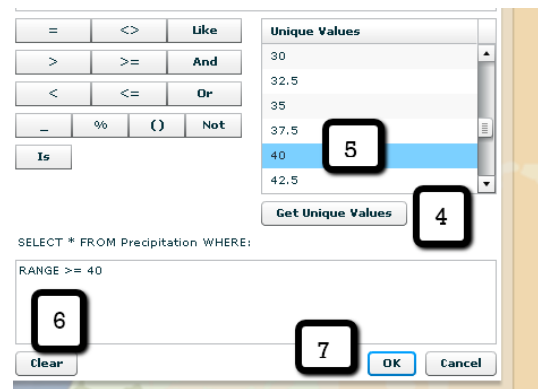 = <> Like
> >= And
< <= Or
_ % () Not
Is
Unique Values
30
32.5
35
37.5
40
42.5
5
Get Unique Values
4
SELECT * FROM Precipitation WHERE:
RANGE >= 40
6
7
Clear
OK
Cancel